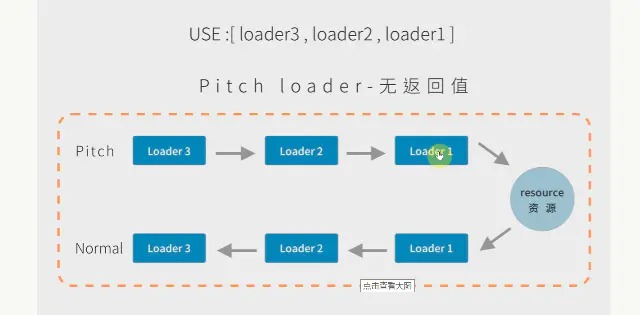 USE :[ loader3 , loader2 , loader1 ]
Pitch loader-无返回值
Pitch Loader 3 Loader 2 Loader 1
resource
资 源
Normal Loader 3 Loader 2 Loader 1
点击查看大图